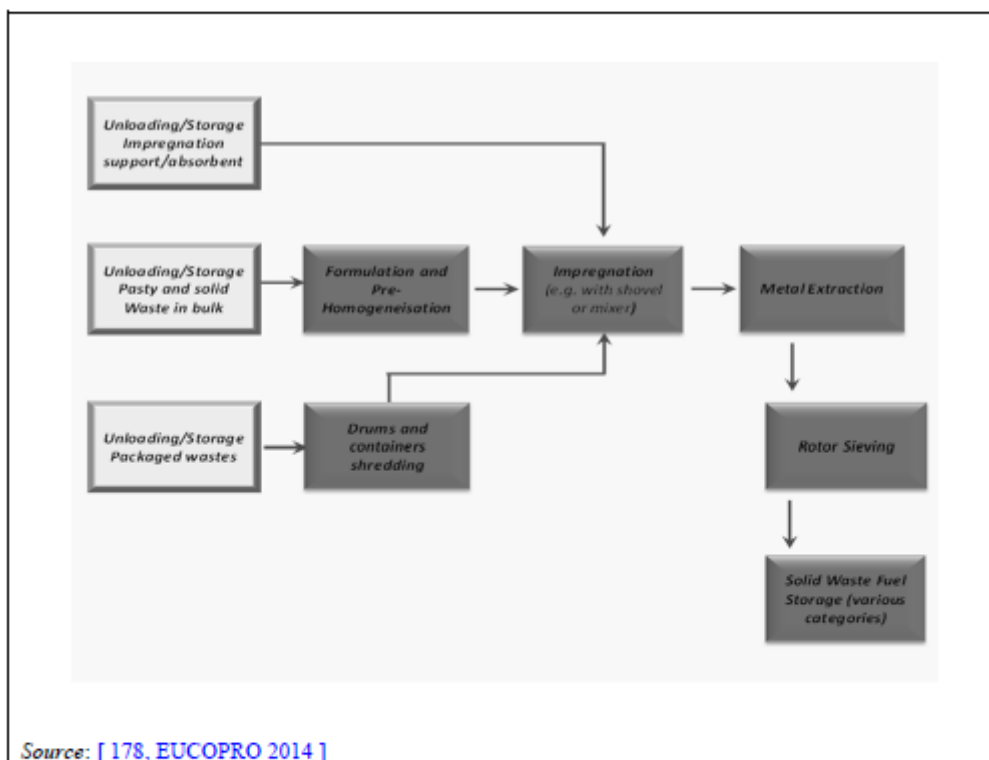 Unloading/Storage
Impregnation
support/absorbent
Unloading/Storage
Pasty and solid
Waste in bulk
Formulation and
Pre-
Homogeneisation
Impregnation
(e.g. with shovel
or mixer)
Metal Extraction
Unloading/Storage
Packaged wastes
Drums and
containers
shredding
Rotor Sieving
Solid Waste Fuel
Storage (various
categories)
Source: [ 178, EUCOPRO 2014 ]